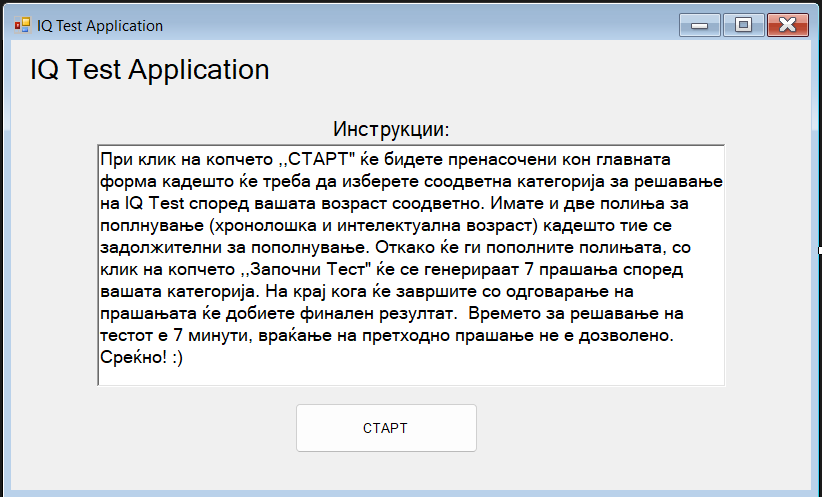 IQ Test Application
IQ Test Application
Инструкции:
При клик на копчето ,,СТАРТ" ќе бидете пренасочени кон главната
форма кадешто ќе треба да изберете соодветна категорија за решавање
на IQ Test според вашата возраст соодветно. Имате и две полиња за
поплнување (хронолошка и интелектуална возраст) кадешто тие се
задолжителни за пополнување. Откако ќе ги пополните полињата, со
клик на копчето ,,Започни Тест" ќе се генерираат 7 прашања според
вашата категорија. На крај кога ќе завршите со одговарање на
прашањата ќе добиете финален резултат.  Времето за решавање на
тестот е 7 минути, враќање на претходно прашање не е дозволено.
Среќно! :)
СТАРТ